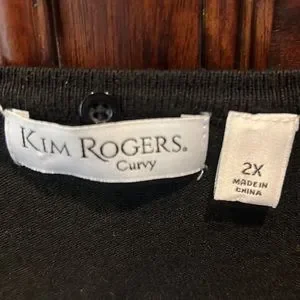 KIM ROGERS.
Curvy
2X
MADE IN
CHINA